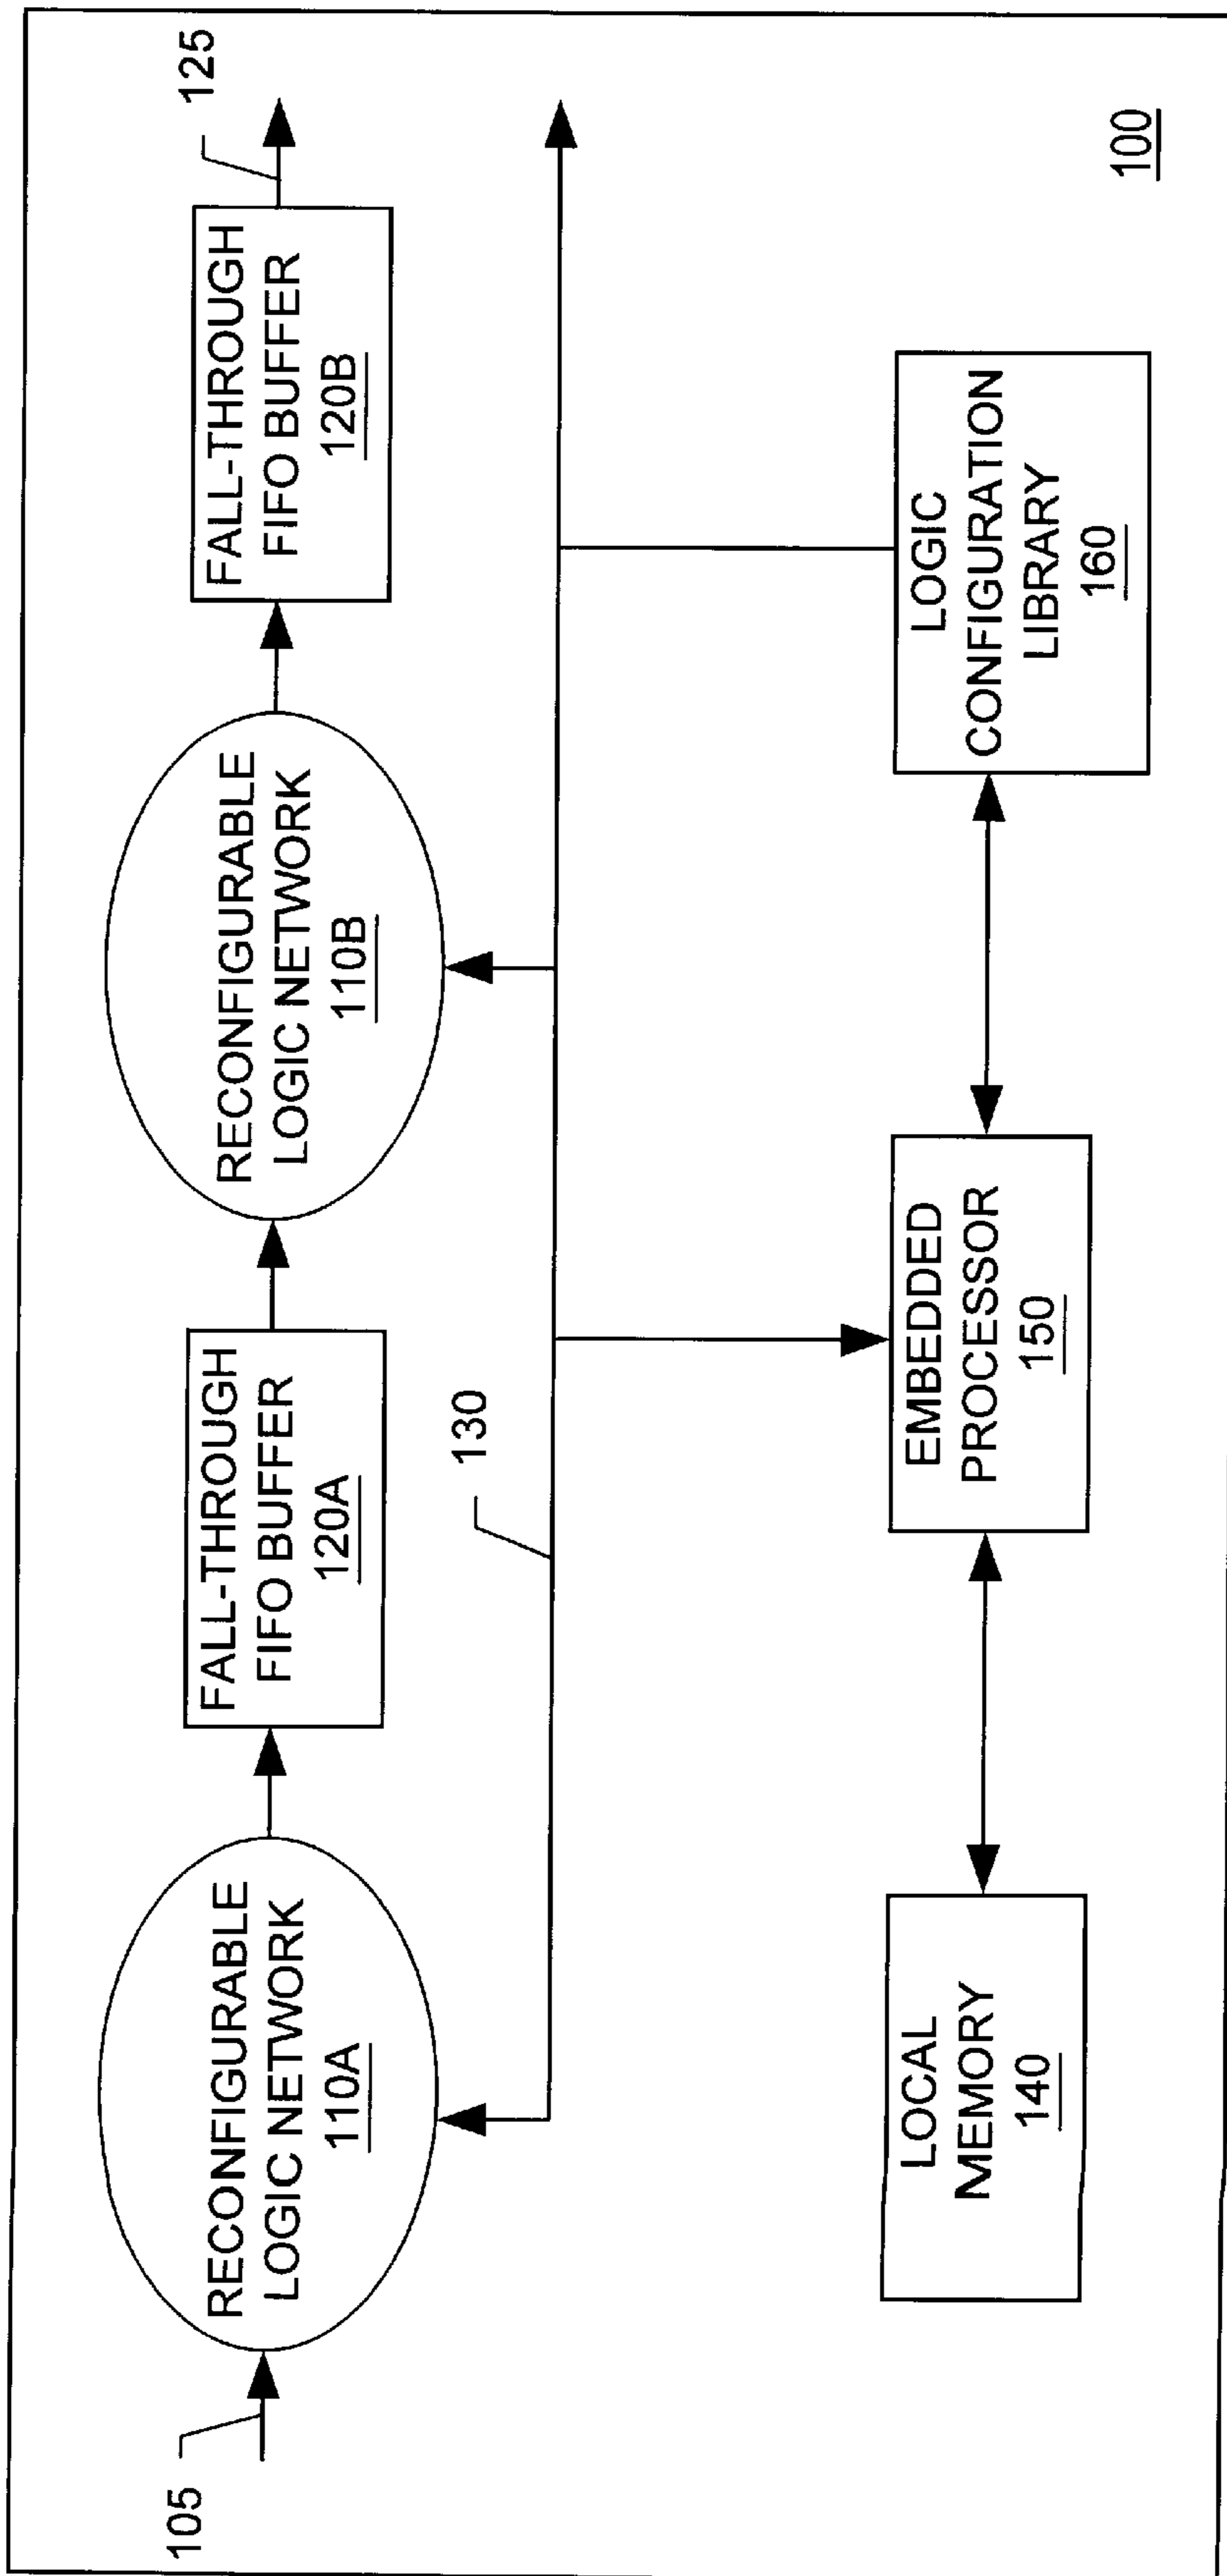 105
RECONFIGURABLE
LOGIC NETWORK
110A
FALL-THROUGH
FIFO BUFFER
120A
RECONFIGURABLE
LOGIC NETWORK
110B
FALL-THROUGH
FIFO BUFFER
120B
125
130
LOCAL
MEMORY
140
EMBEDDED
PROCESSOR
150
LOGIC
CONFIGURATION
LIBRARY
160
100